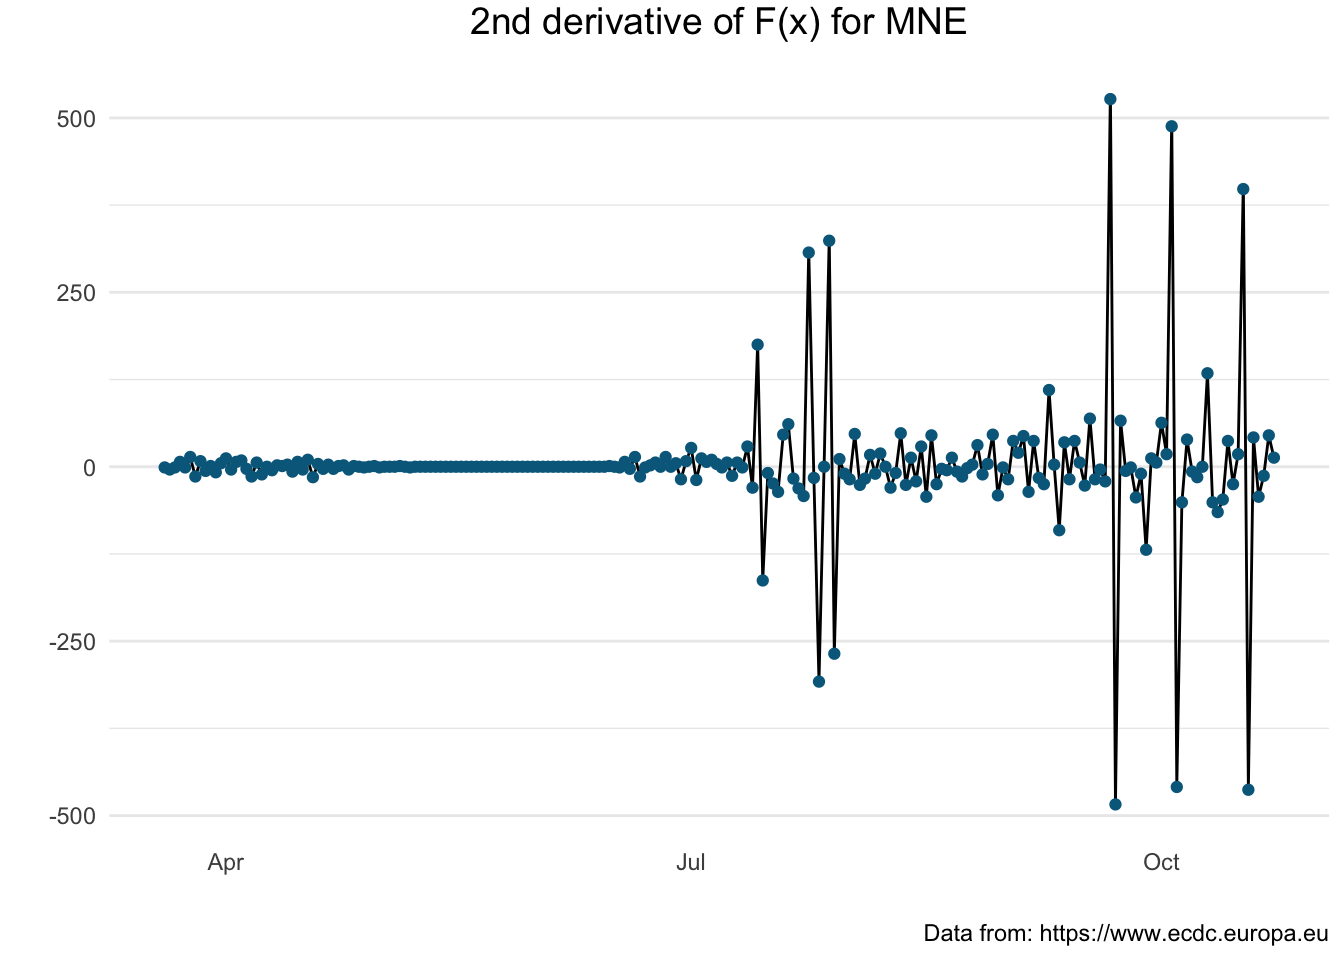 2nd derivative of F(x) for MNE
500
250
0
-250
-500
Apr Jul Oct
Data from: https://www.ecdc.europa.eu